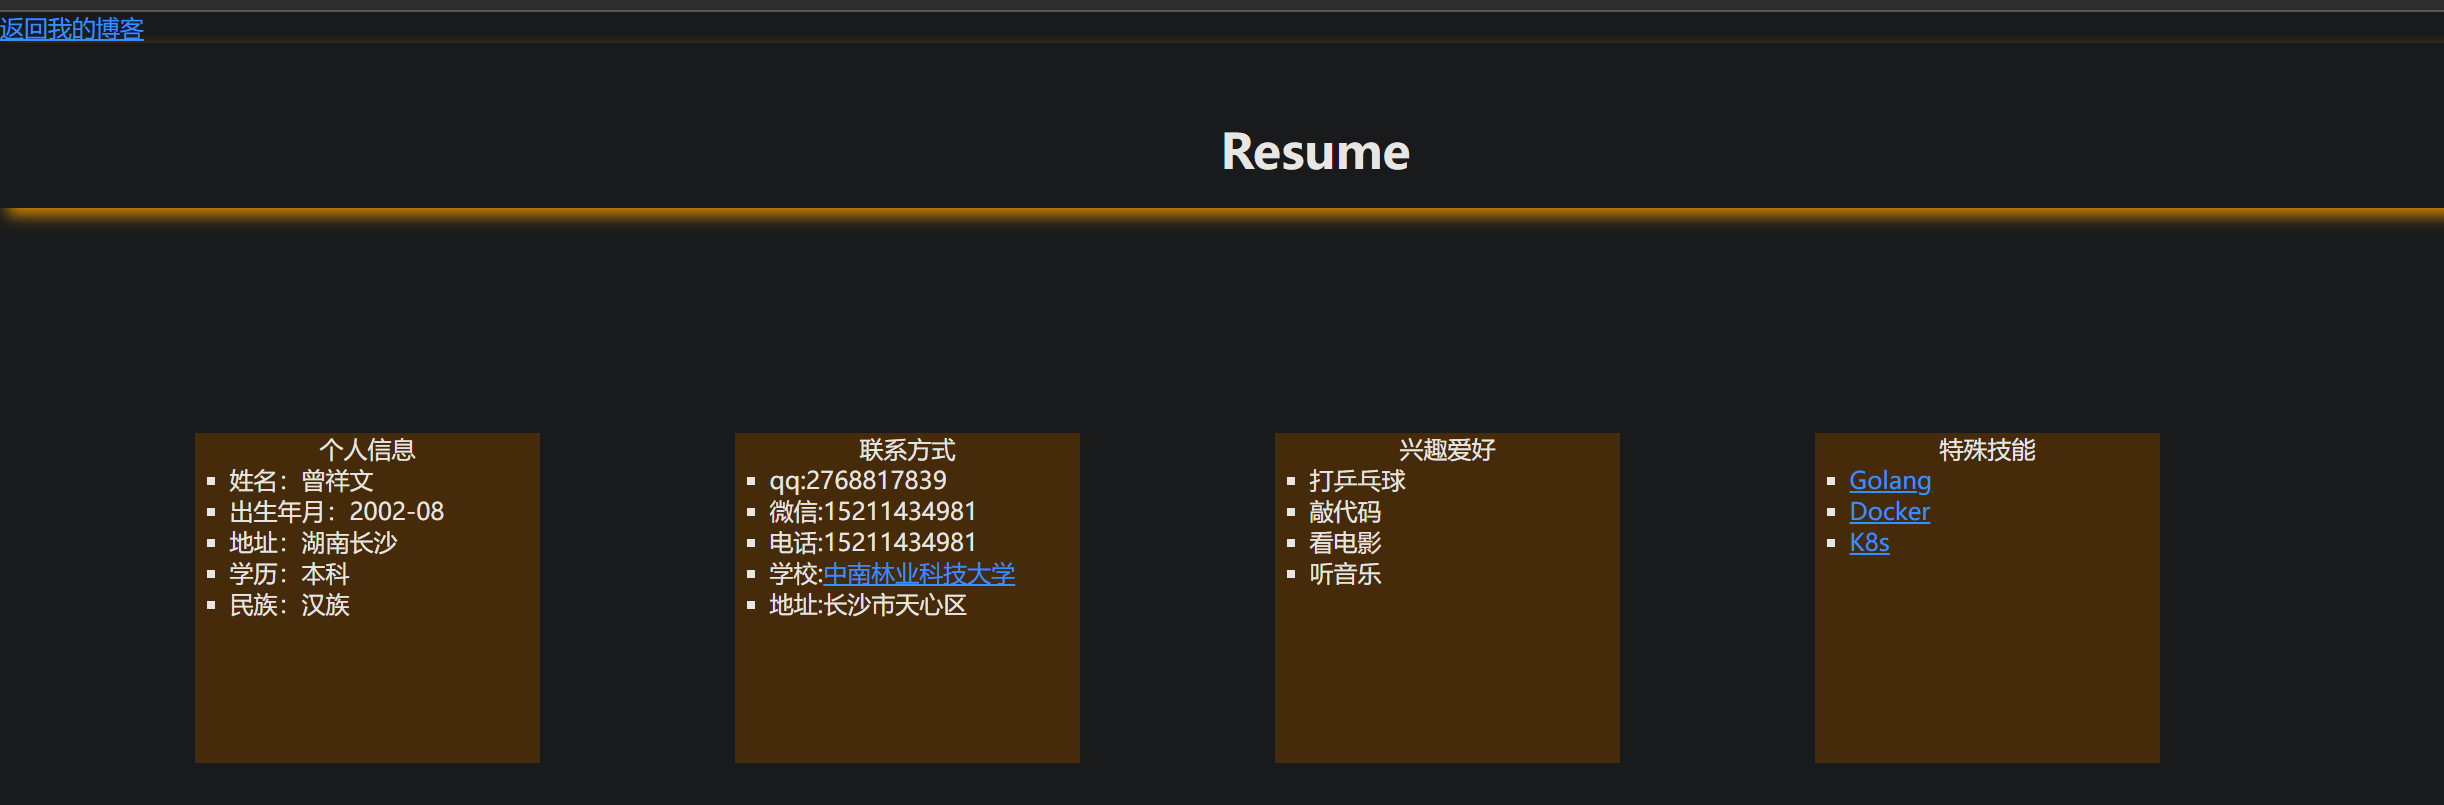 返回我的博客
Resume
个人信息
姓名：曾祥文
出生年月：2002-08
地址：湖南长沙
学历：本科
民族：汉族
联系方式
qq:2768817839
微信:15211434981
电话:15211434981
学校:中南林业科技大学
地址:长沙市天心区
兴趣爱好
打乒乓球
敲代码
看电影
听音乐
特殊技能
Golang
Docker
K8s